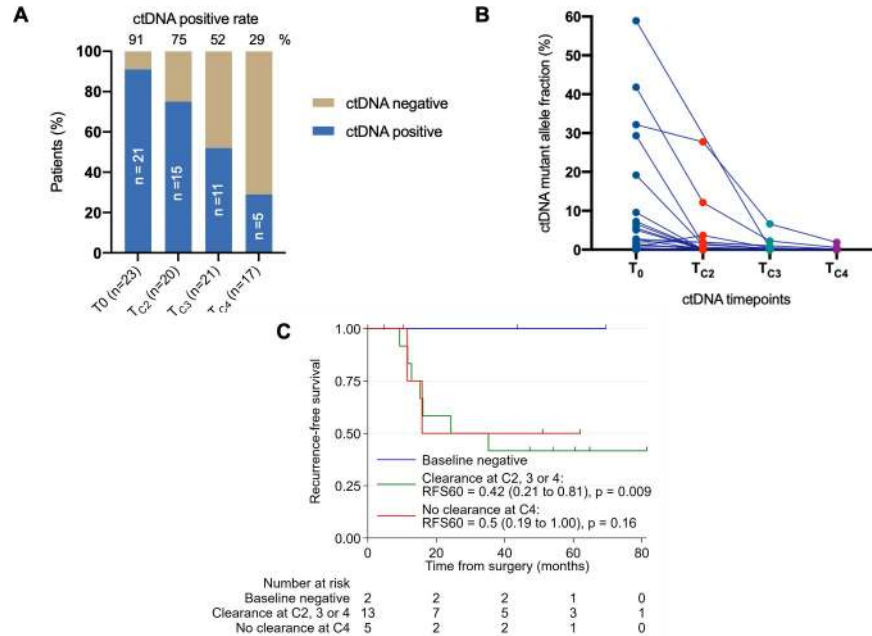 A
ctDNA positive rate
91 75 52 29 %
100
80
60
40
20
0
Patients (%)
n = 21
n =15
n =11
n =5
T0 (n=23)
TC2 (n=20)
TC3 (n=21)
TC4 (n=17)
ctDNA negative
ctDNA positive
B
60
50
40
30
20
10
0
ctDNA mutant allele fraction (%)
T0 TC2 TC3 TC4
ctDNA timepoints
C
1.00
0.75
0.50
0.25
0.00
Recurrence-free survival
Baseline negative
Clearance at C2, 3 or 4:
RFS60 = 0.42 (0.21 to 0.81), p = 0.009
No clearance at C4:
RFS60 = 0.5 (0.19 to 1.00), p = 0.16
0 20 40 60 80
Time from surgery (months)
Number at risk
Baseline negative 2 2 2 1 0
Clearance at C2, 3 or 4 13 7 5 3 1
No clearance at C4 5 2 2 1 0